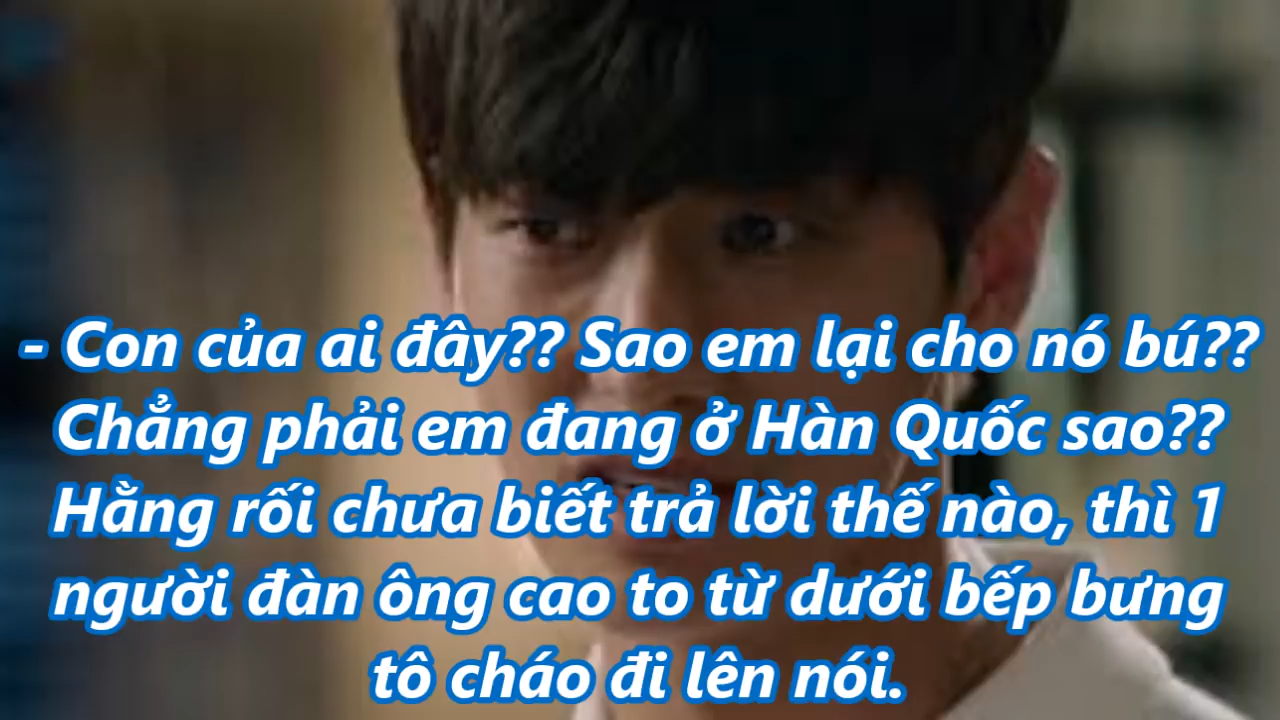 - Con của ai đây?? Sao em lại cho nó bú??
Chẳng phải em đang ở Hàn Quốc sao??
Hằng rối chưa biết trả lời thế nào, thì 1
người đàn ông cao to từ dưới bếp bưng
tô cháo đi lên nói.